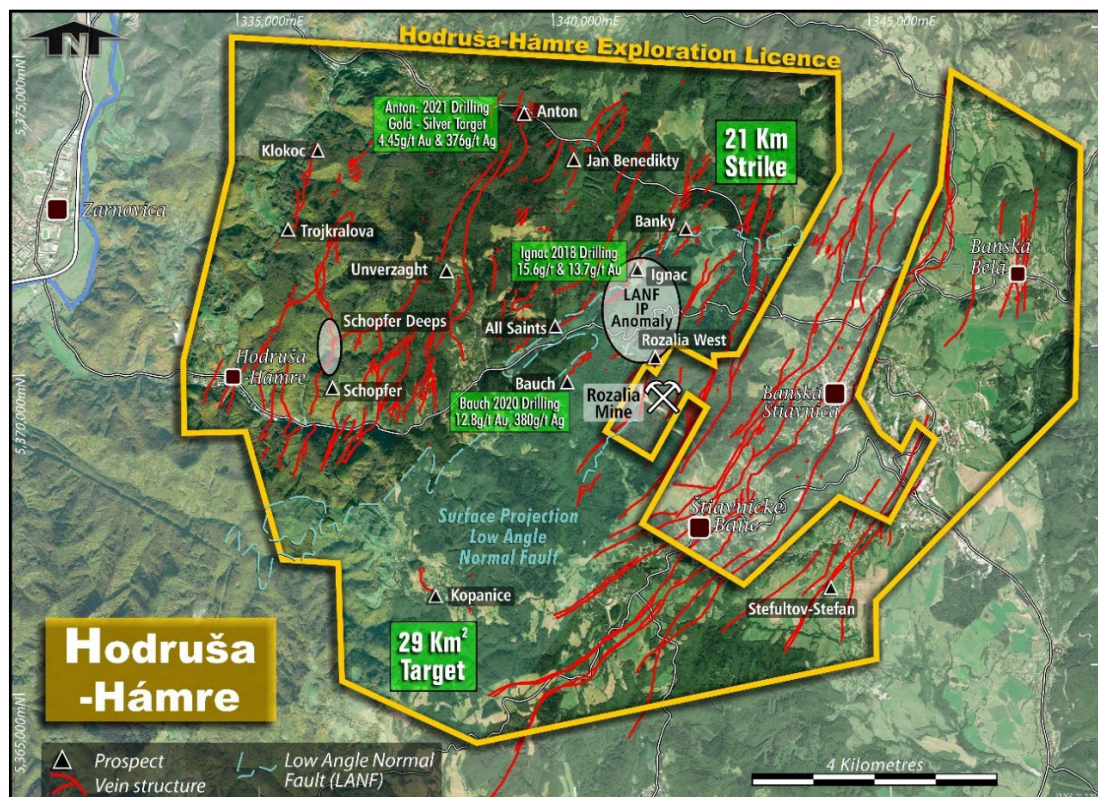 335,000mE
340,000mE
345,000mE
N
Hodruša-Hámre Exploration Licence
5,375,000mN
Anton: 2021 Drilling
Gold - Silver Target
4.45g/t Au & 376g/t Ag
Anton
21 Km
Strike
Klokoc
Jan Benedikty
Zarnovica
Trojkralova
Banky
Banská
Belá
Unverzaght
Ignac 2018 Drilling
15.6g/t & 13.7g/t Au
Ignac
LANF
IP
Anomaly
Schopfer Deeps
All Saints
Rozalia West
Hodruša
Hámre
Schopfer
Bauch
Rozalia
Mine
Banská
Štiavnica
5,370,000mN
Bauch 2020 Drilling
12.8g/t Au, 380g/t Ag
Surface Projection
Low Angle
Normal Fault
Štiavnické
Bane
Kopanice
Stefultov-Stefan
29 Km²
Target
Hodruša
-Hámre
5,365,000mN
Prospect
Vein structure
Low Angle Normal
Fault (LANF)
4 Kilometres